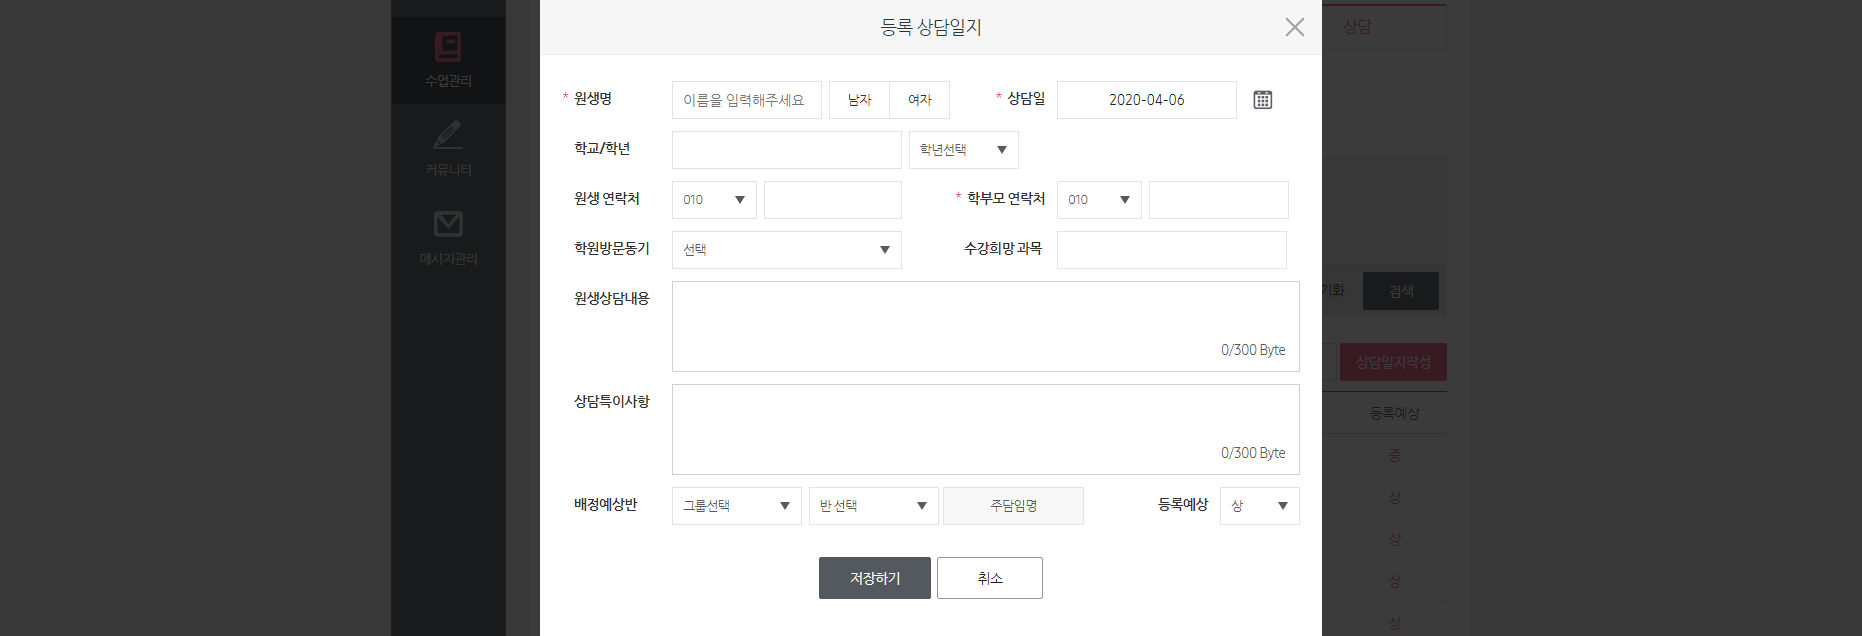 등록 상담일지
상담
수업관리
커뮤니티
메시지관리
* 원생명 이름을 입력해주세요 남자 여자 * 상담일 2020-04-06
학교/학년 학년선택
원생 연락처 010 * 학부모 연락처 010
학원방문동기 선택 수강희망 과목
원생상담내용
0/300 Byte
상담특이사항
0/300 Byte
배정예상반 그룹선택 반 선택 주담임명 등록예상 상
저장하기 취소
기화 검색
상담일지작성
등록예상
중
상
상
상
상